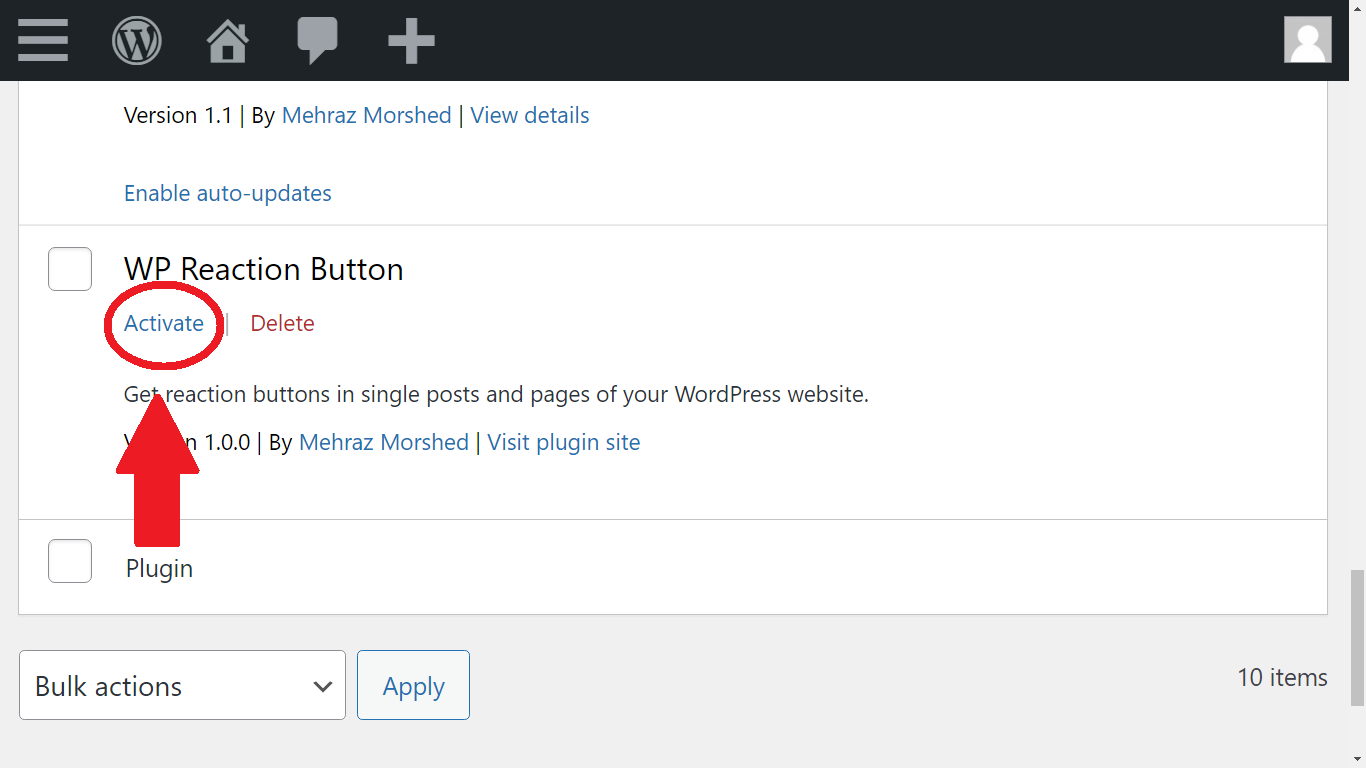 Version 1.1 | By Mehraz Morshed | View details
Enable auto-updates
WP Reaction Button
Activate | Delete
Get reaction buttons in single posts and pages of your WordPress website.
1.0.0 | By Mehraz Morshed | Visit plugin site
Plugin
Bulk actions
Apply
10 items